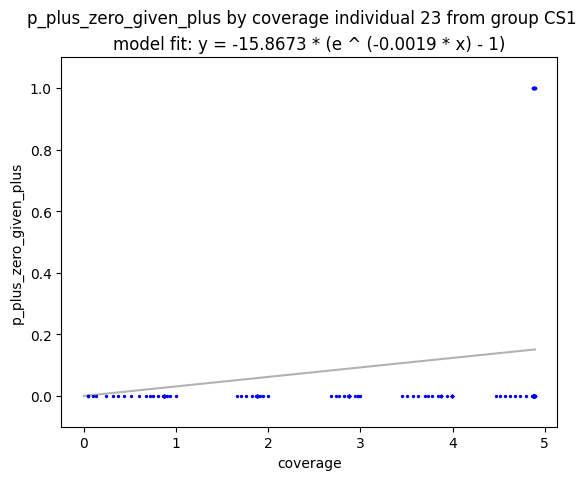 p_plus_zero_given_plus by coverage individual 23 from group CS1
model fit: y = -15.8673 * (e ^ (-0.0019 * x) - 1)
p_plus_zero_given_plus
1.0
0.8
0.6
0.4
0.2
0.0
0 1 2 3 4 5
coverage